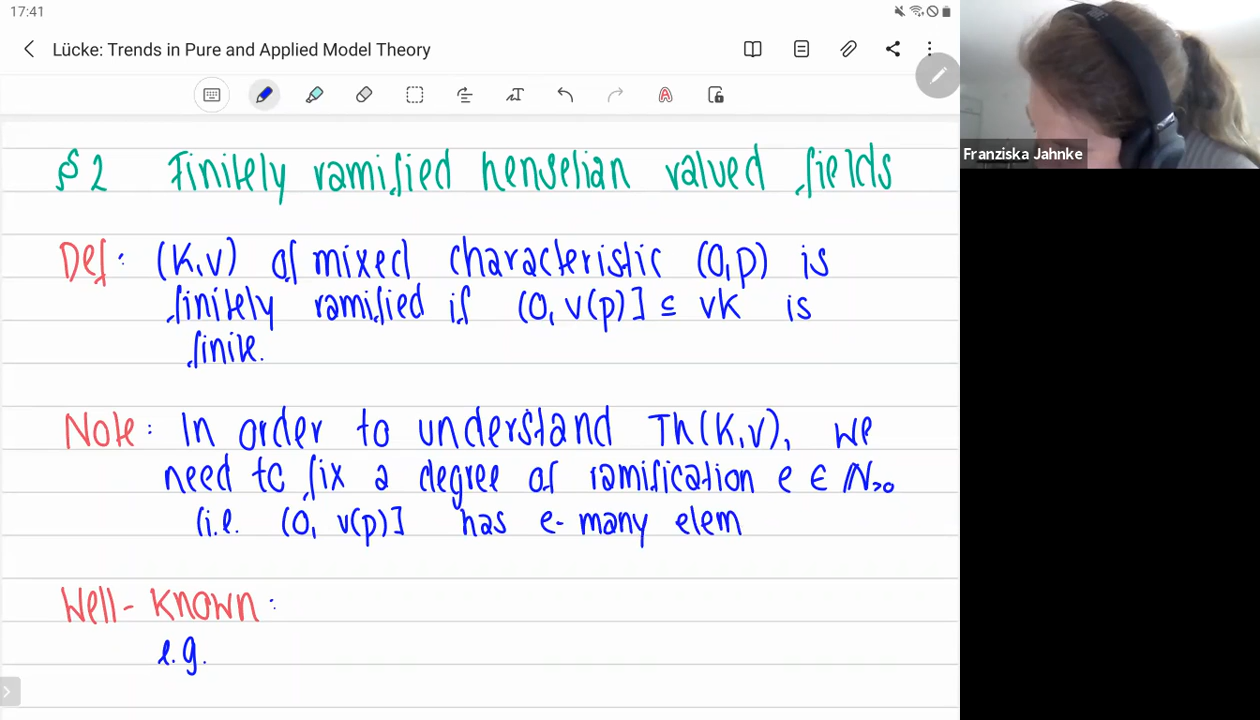 17:41
Lücke: Trends in Pure and Applied Model Theory
§2 Finitely ramified henselian valued fields
Def: (K,v) of mixed characteristic (0,p) is
finitely ramified if (0, v(p)] ⊆ vK is
finite.
Note: In order to understand Th(K,v), we
need to fix a degree of ramification e ∈ ℕ>0
(i.e. (0, v(p)] has e-many elem
Well-known:
e.g.
Franziska Jahnke